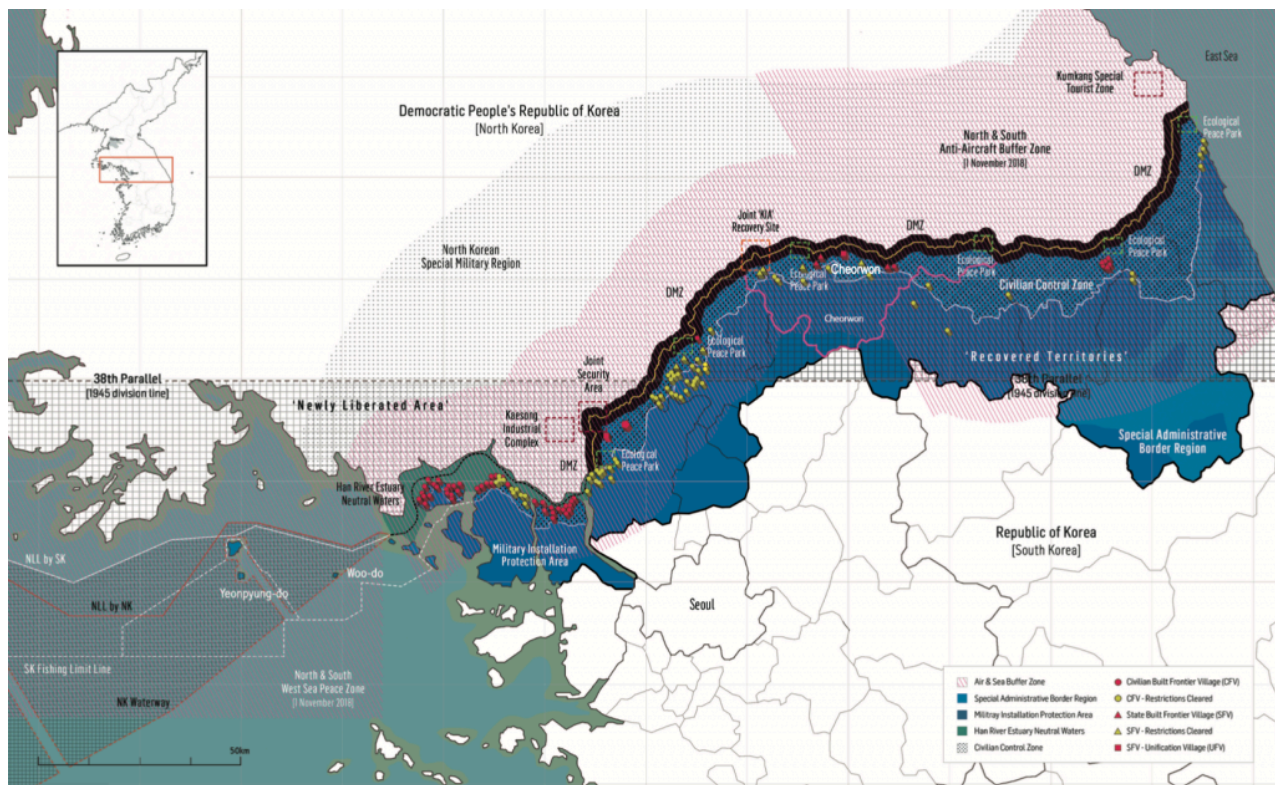 East Sea
Kumkang Special
Tourist Zone
Democratic People's Republic of Korea
[North Korea]
Ecological
Peace Park
North & South
Anti-Aircraft Buffer Zone
[1 November 2018]
DMZ
Joint 'KIA'
Recovery Site
DMZ
North Korean
Special Military Region
Ecological
Peace Park
Ecological
Peace Park
Cheorwon
Ecological
Peace Park
Civilian Control Zone
DMZ
Cheorwon
Ecological
Peace Park
'Recovered Territories'
Joint
Security
Area
38th Parallel
[1945 division line]
38th Parallel
[1945 division line]
'Newly Liberated Area'
Kaesong
Industrial
Complex
Special Administrative
Border Region
DMZ
Ecological
Peace Park
Han River Estuary
Neutral Waters
Republic of Korea
[South Korea]
Military Installation
Protection Area
NLL by SK
Woo-do
Yeonpyung-do
NLL by NK
Seoul
SK Fishing Limit Line
North & South
West Sea Peace Zone
[1 November 2018]
NK Waterway
50km
Air & Sea Buffer Zone
Special Administrative Border Region
Militray Installation Protection Area
Han River Estuary Neutral Waters
Civilian Control Zone
Civilian Built Frontier Village (CFV)
CFV - Restrictions Cleared
State Built Frontier Village (SFV)
SFV - Restrictions Cleared
SFV - Unification Village (UFV)